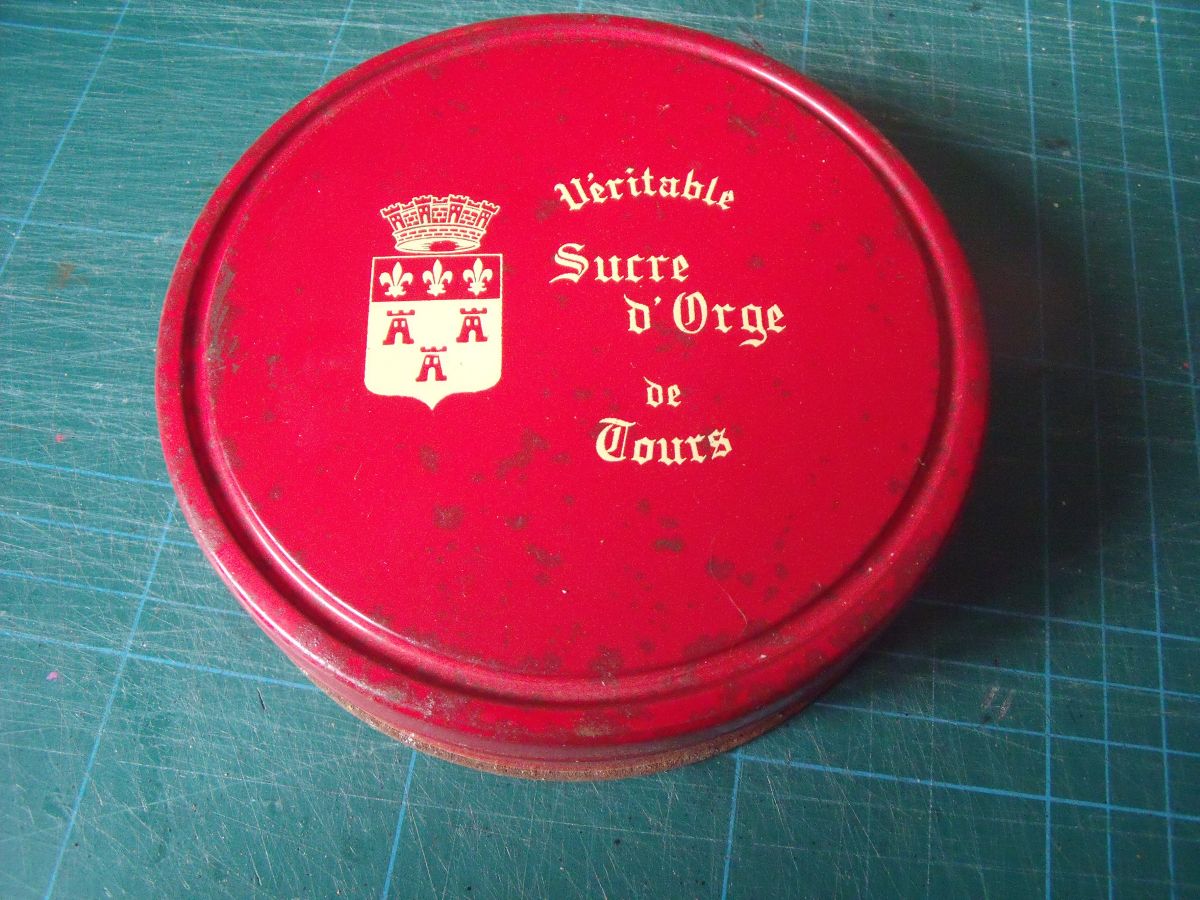 Véritable
Sucre
d'Orge
de
Tours